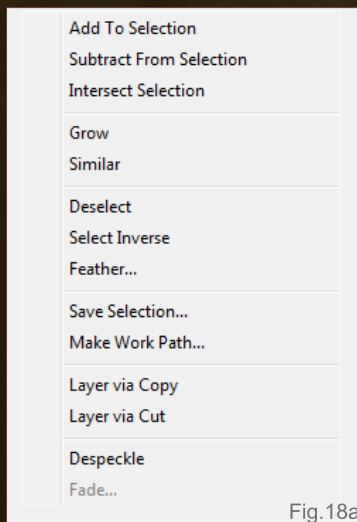 Add To Selection
Subtract From Selection
Intersect Selection
Grow
Similar
Deselect
Select Inverse
Feather...
Save Selection...
Make Work Path...
Layer via Copy
Layer via Cut
Despeckle
Fade...
Fig.18a